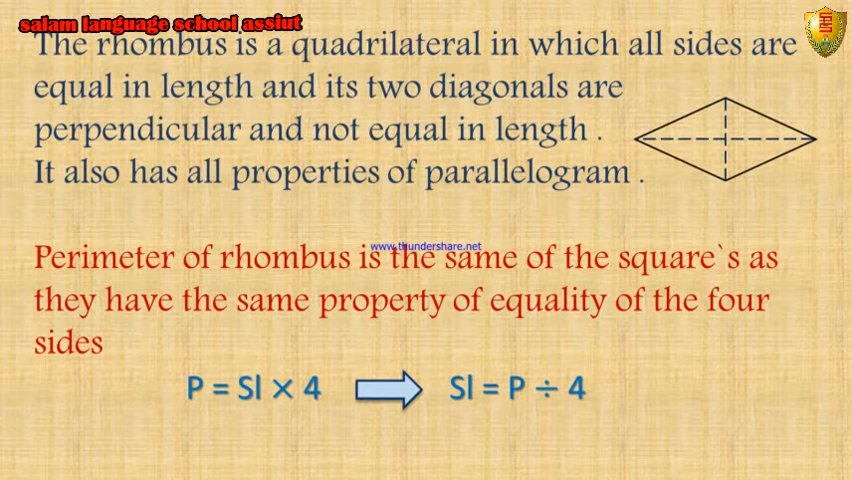 salam language school assiut
The rhombus is a quadrilateral in which all sides are
equal in length and its two diagonals are
perpendicular and not equal in length .
It also has all properties of parallelogram .
www.thundershare.net
Perimeter of rhombus is the same of the square`s as
they have the same property of equality of the four
sides
P = Sl × 4
Sl = P ÷ 4